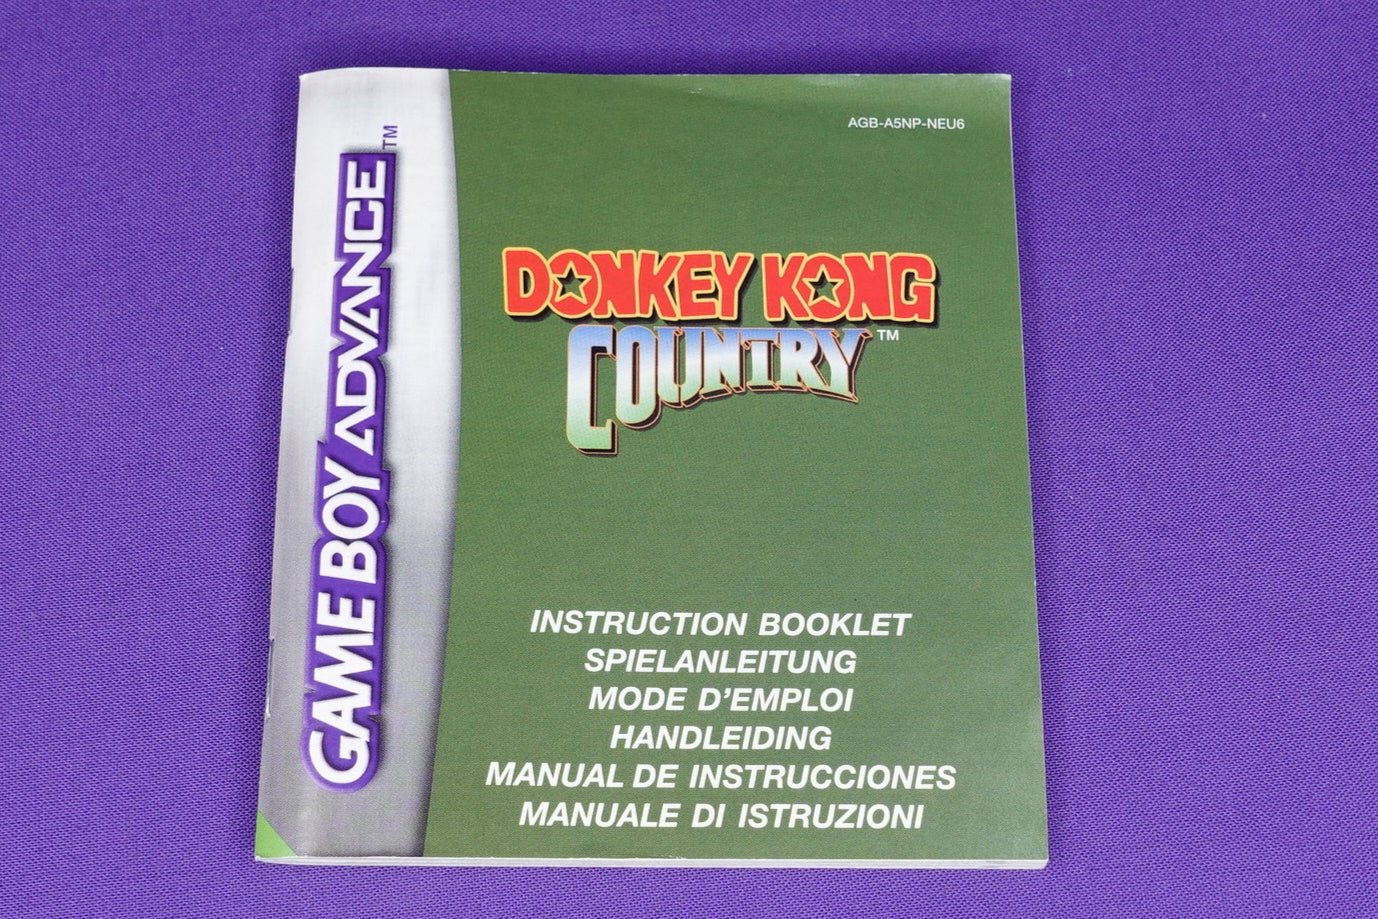 GAME BOY ADVANCE™
AGB-A5NP-NEU6
DONKEY KONG
COUNTRY™
INSTRUCTION BOOKLET
SPIELANLEITUNG
MODE D'EMPLOI
HANDLEIDING
MANUAL DE INSTRUCCIONES
MANUALE DI ISTRUZIONI